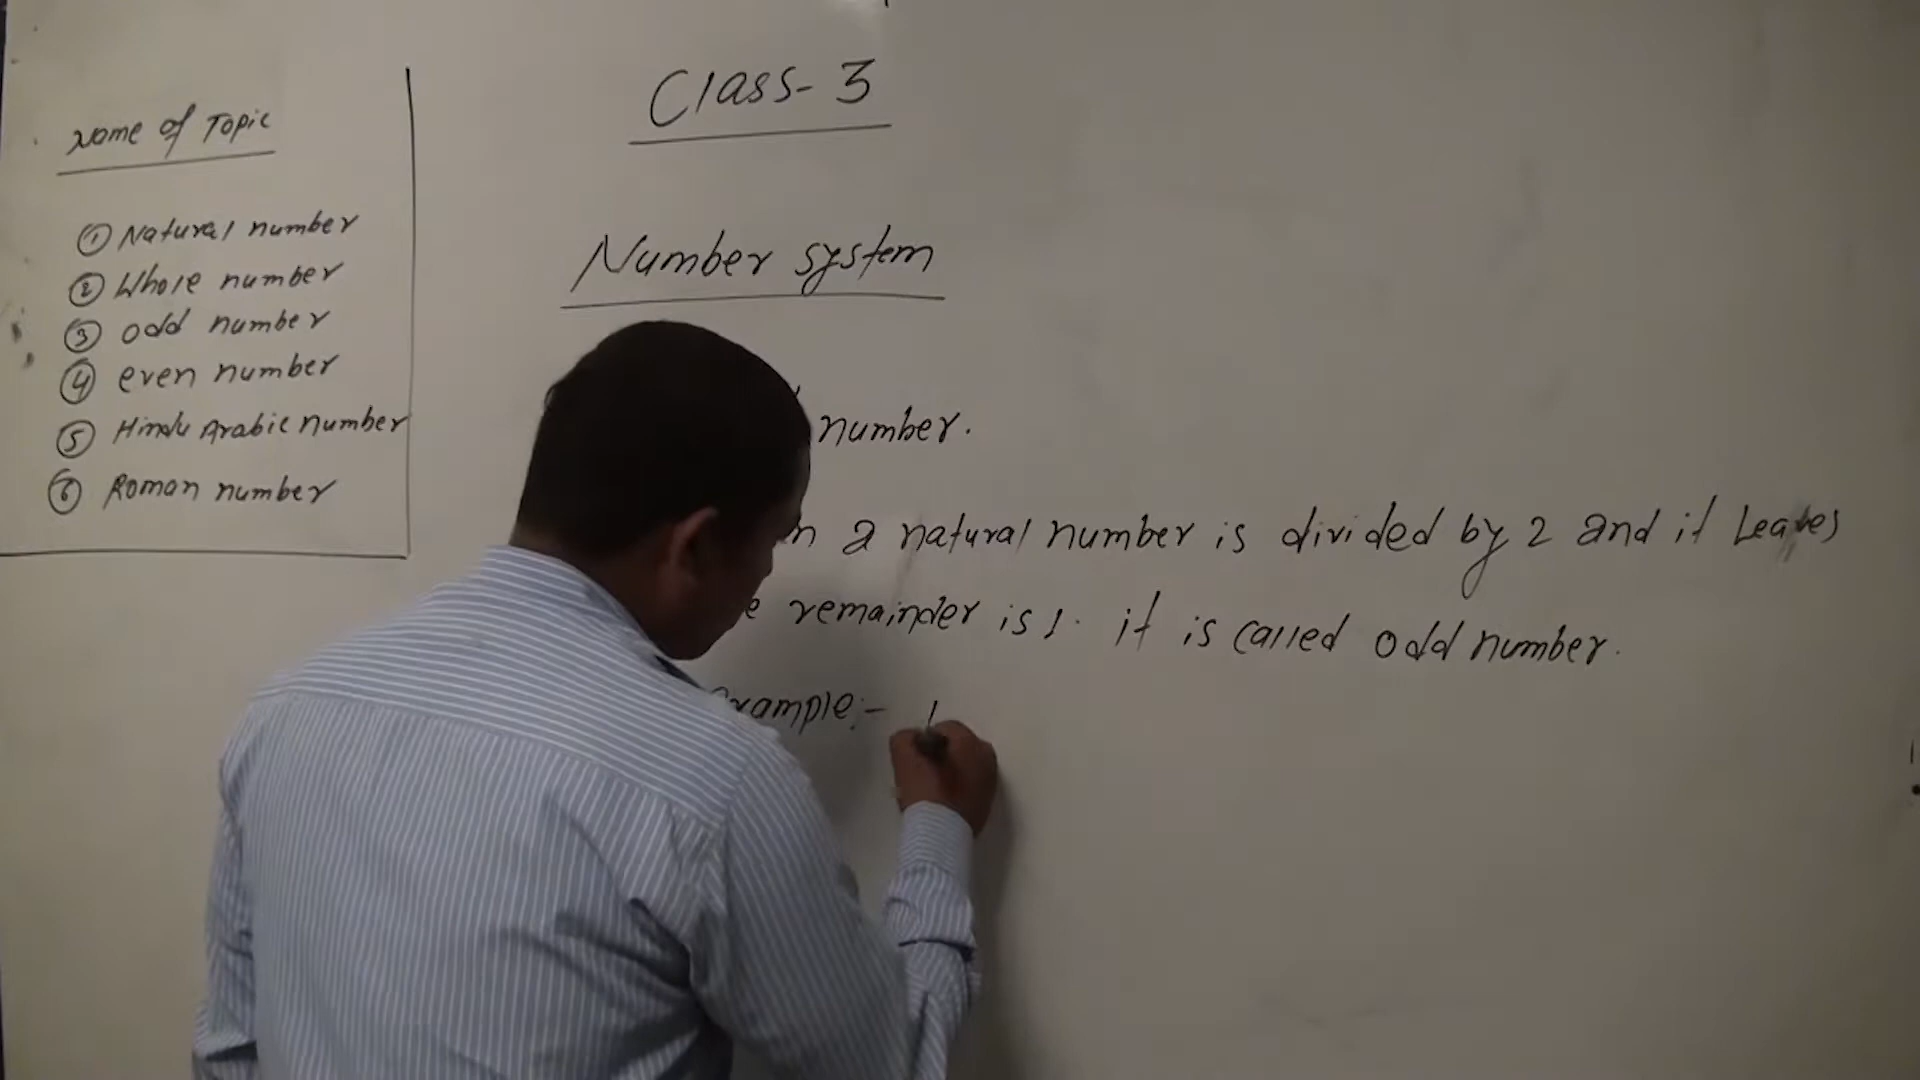 Name of Topic
① Natural number
② Whole number
③ odd number
④ even number
⑤ Hindu Arabic number
⑥ Roman number
Class- 3
Number system
number.
a natural number is divided by 2 and it Leaves
remainder is 1. it is called odd number.
example:- 1